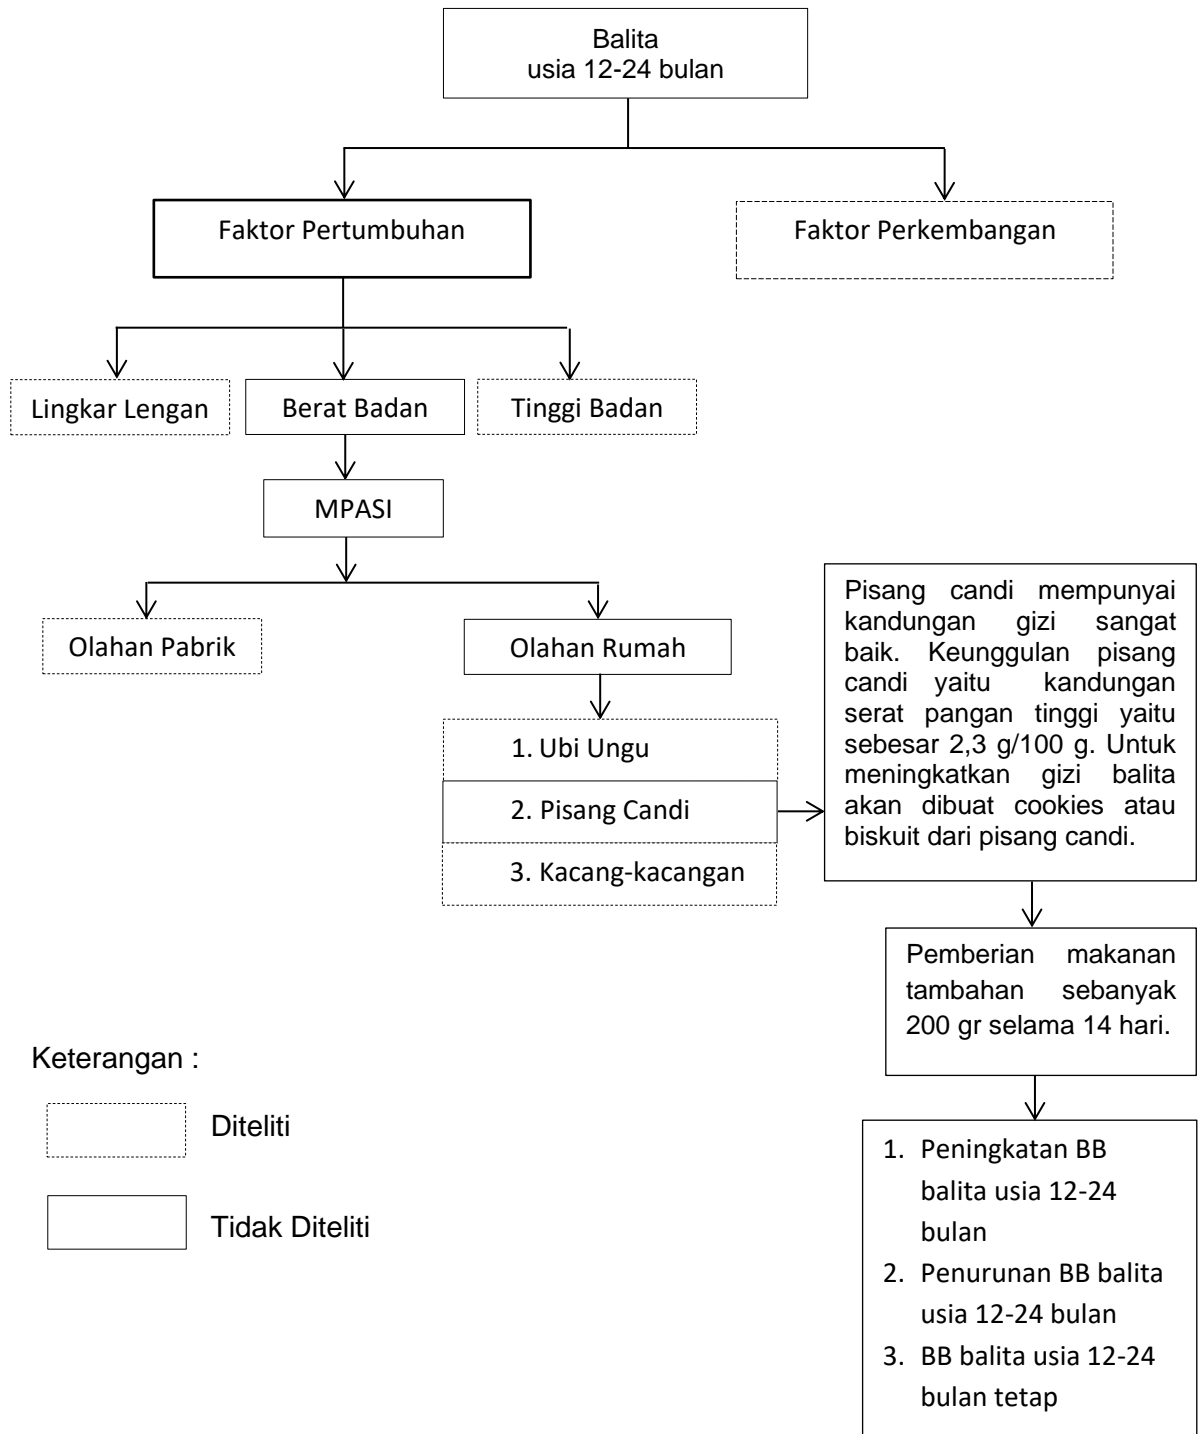 Balita
usia 12-24 bulan
Faktor Pertumbuhan
Faktor Perkembangan
Lingkar Lengan
Berat Badan
Tinggi Badan
MPASI
Olahan Pabrik
Olahan Rumah
1. Ubi Ungu
2. Pisang Candi
3. Kacang-kacangan
Pisang candi mempunyai
kandungan gizi sangat
baik. Keunggulan pisang
candi yaitu kandungan
serat pangan tinggi yaitu
sebesar 2,3 g/100 g. Untuk
meningkatkan gizi balita
akan dibuat cookies atau
biskuit dari pisang candi.
Pemberian makanan
tambahan sebanyak
200 gr selama 14 hari.
1. Peningkatan BB
balita usia 12-24
bulan
2. Penurunan BB balita
usia 12-24 bulan
3. BB balita usia 12-24
bulan tetap
Keterangan :
Diteliti
Tidak Diteliti